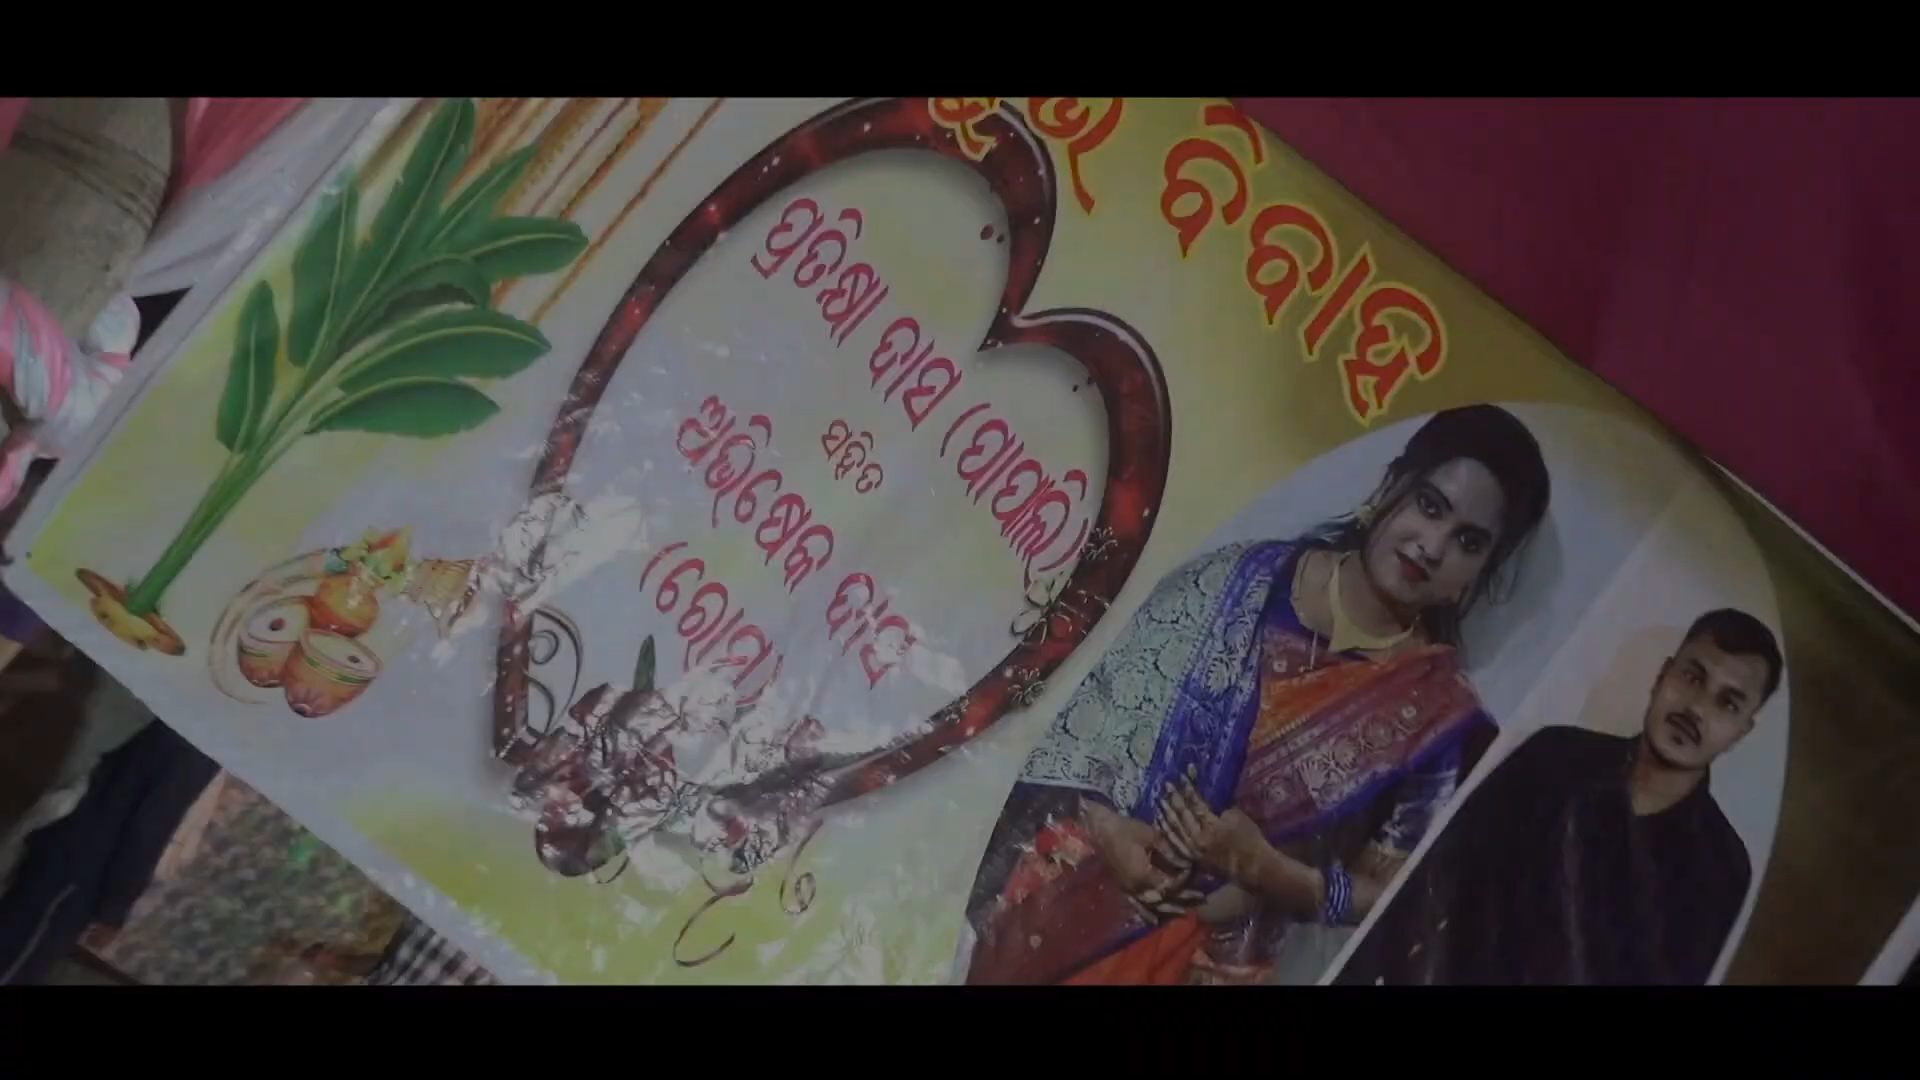 ଶୁଭ ବିବାହ
ପ୍ରତିକ୍ଷା ଦାସ (ପାପାଲି)
ସହିତ
ଅଭିଷେକ ଦାସ
(ରୋମ)